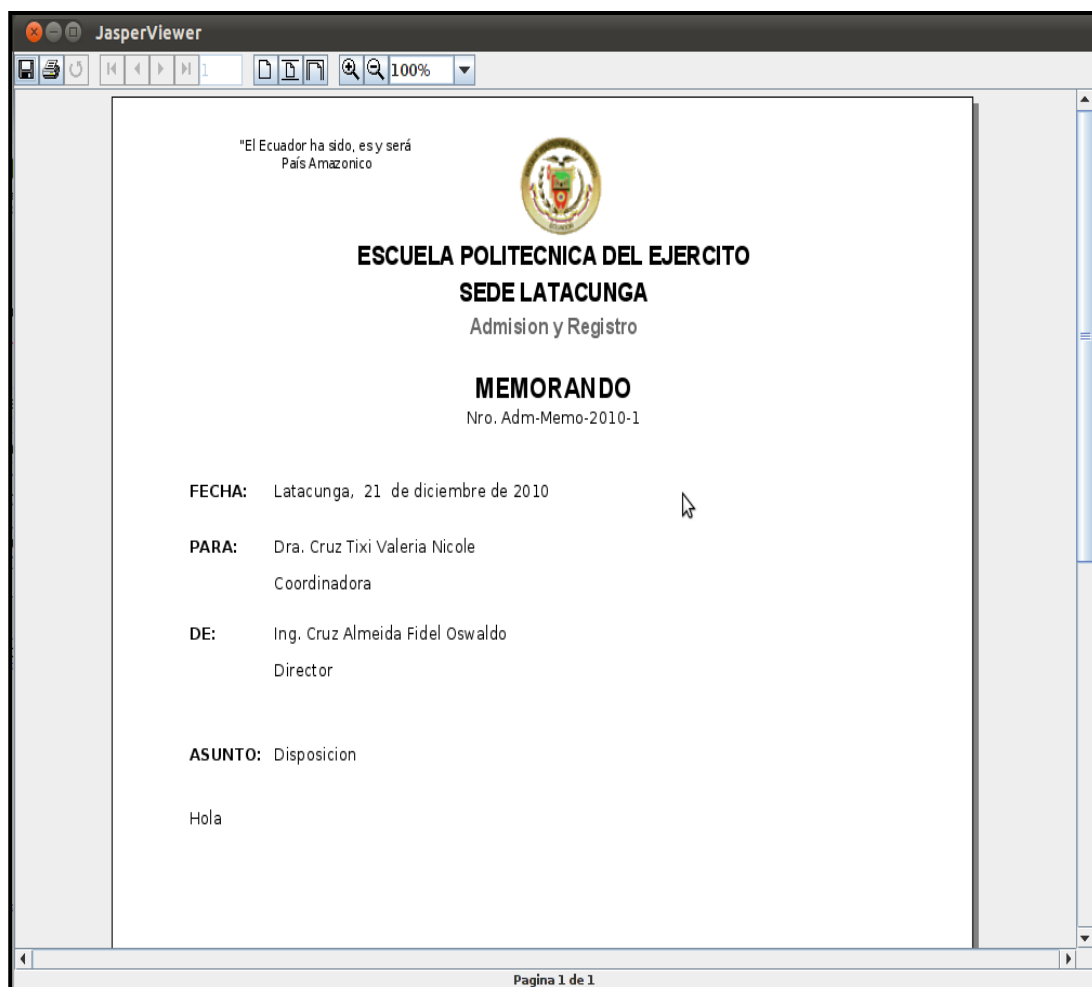 JasperViewer
1
100%
"El Ecuador ha sido, es y será
País Amazonico
ECUADOR
ESCUELA POLITECNICA DEL EJERCITO
SEDE LATACUNGA
Admision y Registro
MEMORANDO
Nro. Adm-Memo-2010-1
FECHA: Latacunga, 21 de diciembre de 2010
PARA: Dra. Cruz Tixi Valeria Nicole
Coordinadora
DE: Ing. Cruz Almeida Fidel Oswaldo
Director
ASUNTO: Disposicion
Hola
Pagina 1 de 1